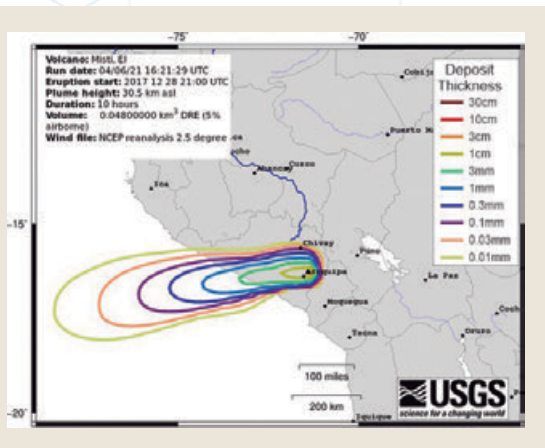 -75°
-70°
Volcano: Misti, El
Run date: 04/06/21 16:21:29 UTC
Eruption start: 2017 12 28 21:00 UTC
Plume height: 30.5 km asl
Duration: 10 hours
Volume: 0.04800000 km³ DRE (5%
airborne)
Wind file: NCEP reanalysis 2.5 degree
Deposit
Thickness
30cm
10cm
3cm
1cm
3mm
1mm
0.3mm
0.1mm
0.03mm
0.01mm
Cobija
Puerto M
cho
Cuzco
Ica
-15°
Chivay
Puno
Arequipa
La Paz
Moquegua
Coch
Oruro
Tacna
100 miles
200 km
Iquique
USGS
science for a changing world
-20°